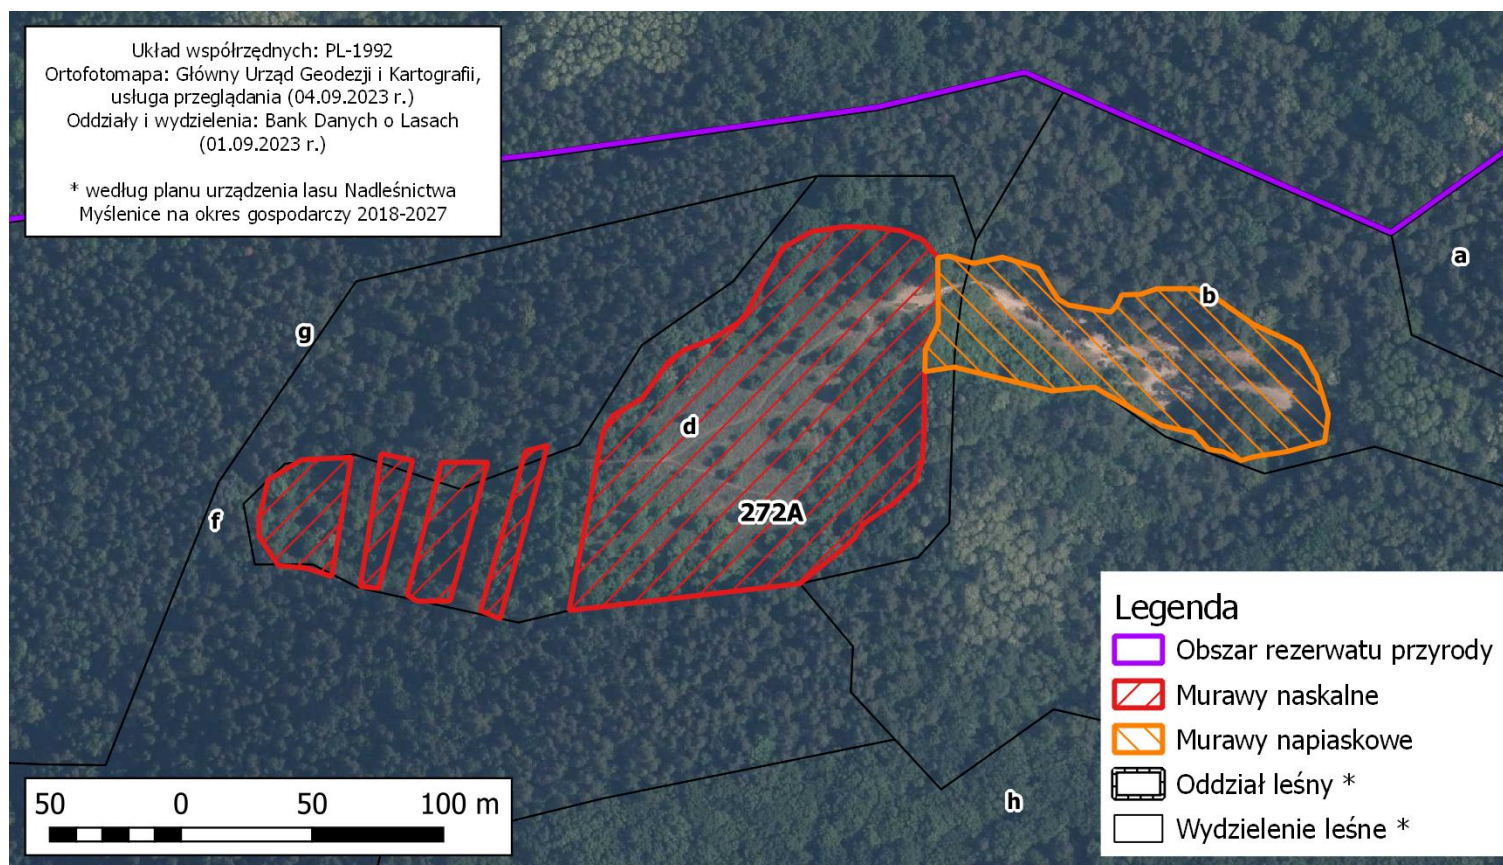 Układ współrzędnych: PL-1992
Ortofotomapa: Główny Urząd Geodezji i Kartografii,
usługa przeglądania (04.09.2023 r.)
Oddziały i wydzielenia: Bank Danych o Lasach
(01.09.2023 r.)
* według planu urządzenia lasu Nadleśnictwa
Myślenice na okres gospodarczy 2018-2027
a
b
g
d
272A
f
h
Legenda
Obszar rezerwatu przyrody
Murawy naskalne
Murawy napiaskowe
Oddział leśny *
Wydzielenie leśne *
50 0 50 100 m